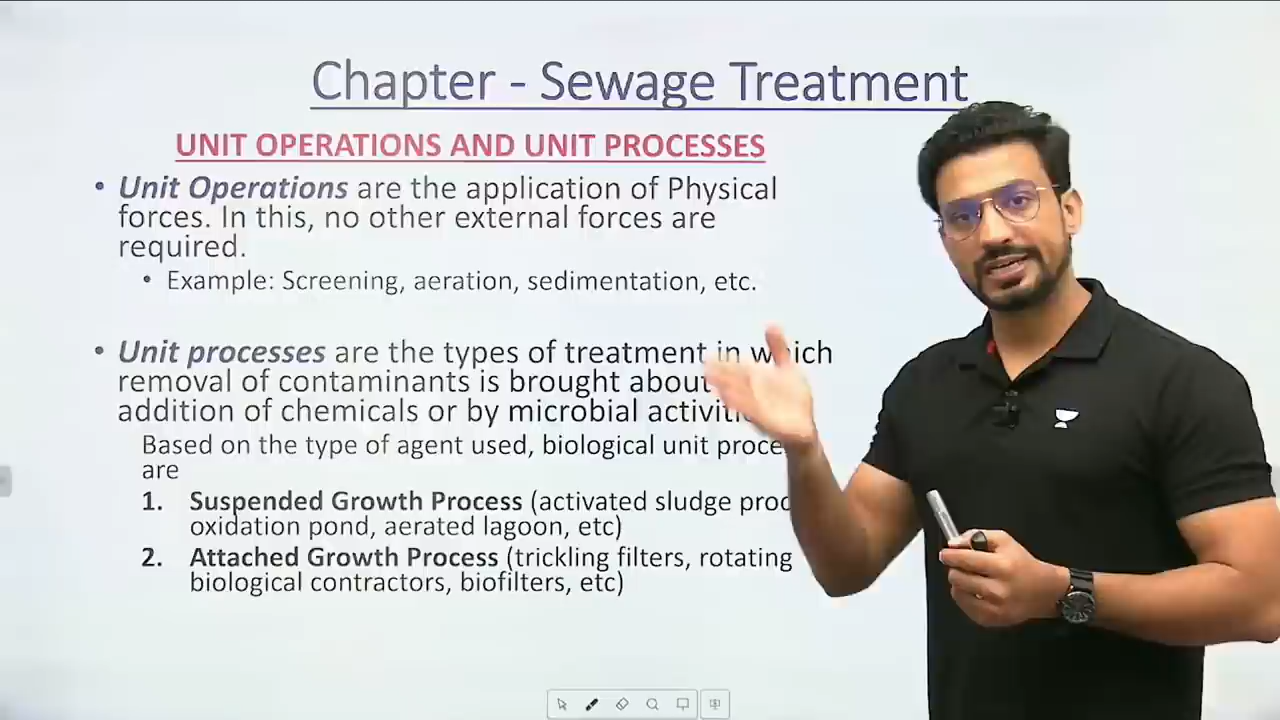 Chapter - Sewage Treatment
UNIT OPERATIONS AND UNIT PROCESSES
• Unit Operations are the application of Physical
forces. In this, no other external forces are
required.
• Example: Screening, aeration, sedimentation, etc.
• Unit processes are the types of treatment in which
removal of contaminants is brought about
addition of chemicals or by microbial
Based on the type of agent used, biological unit
are
1. Suspended Growth Process (activated sludge
oxidation pond, aerated lagoon, etc)
2. Attached Growth Process (trickling filters, rotating
biological contractors, biofilters, etc)